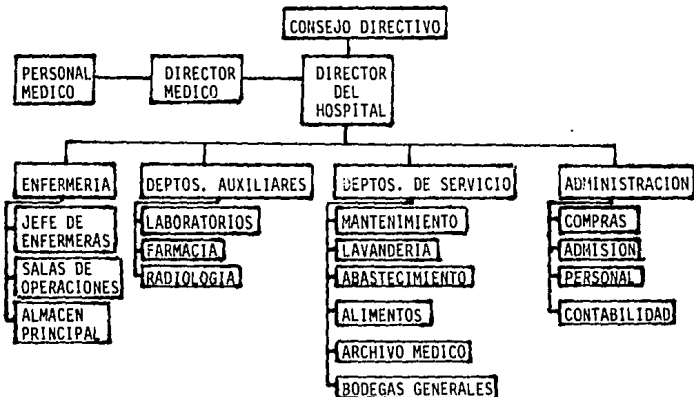 CONSEJO DIRECTIVO
PERSONAL
MEDICO
DIRECTOR
MEDICO
DIRECTOR
DEL
HOSPITAL
ENFERMERIA
JEFE DE
ENFERMERAS
SALAS DE
OPERACIONES
ALMACEN
PRINCIPAL
DEPTOS. AUXILIARES
LABORATORIOS
FARMACIA
RADIOLOGIA
DEPTOS. DE SERVICIO
MANTENIMIENTO
LAVANDERIA
ABASTECIMIENTO
ALIMENTOS
ARCHIVO MEDICO
BODEGAS GENERALES
ADMINISTRACION
COMPRAS
ADMISION
PERSONAL
CONTABILIDAD